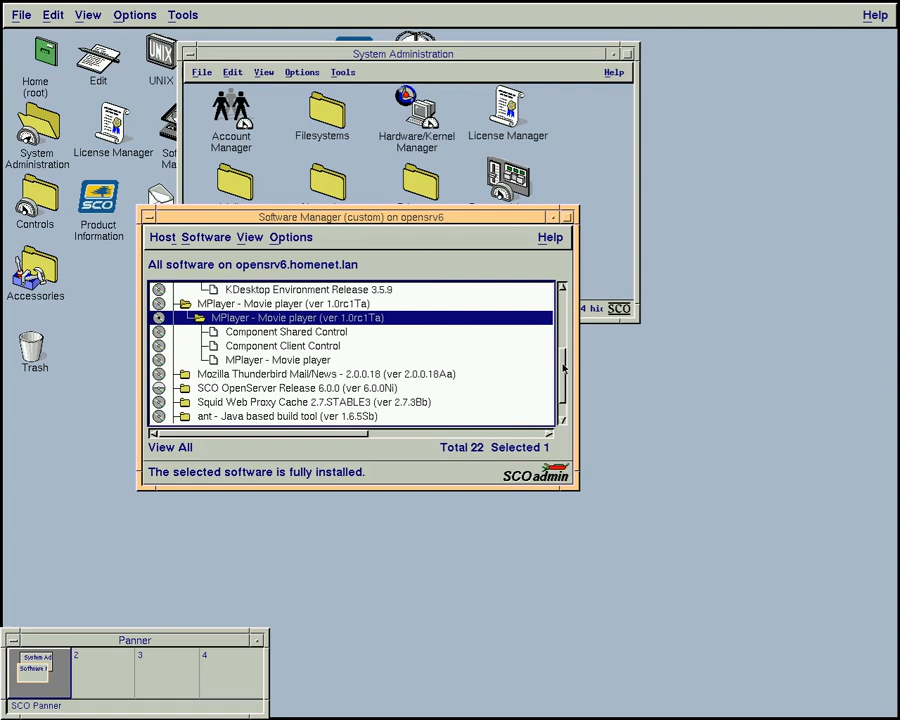 File Edit View Options Tools Help
Home
(root)
Edit
UNIX
System
Administration
License Manager
Controls
Product
Information
Accessories
Trash
System Administration
File Edit View Options Tools Help
Account
Manager
Filesystems
Hardware/Kernel
Manager
License Manager
SCO
SCO
Software Manager (custom) on opensrv6
Host Software View Options Help
All software on opensrv6.homenet.lan
KDesktop Environment Release 3.5.9
MPlayer - Movie player (ver 1.0rc1Ta)
MPlayer - Movie player (ver 1.0rc1Ta)
Component Shared Control
Component Client Control
MPlayer - Movie player
Mozilla Thunderbird Mail/News - 2.0.0.18 (ver 2.0.0.18Aa)
SCO OpenServer Release 6.0.0 (ver 6.0.0Ni)
Squid Web Proxy Cache 2.7.STABLE3 (ver 2.7.3Bb)
ant - Java based build tool (ver 1.6.5Sb)
View All Total 22 Selected 1
The selected software is fully installed.
SCOadmin
Panner
System Ad
Software
2 3 4
SCO Panner